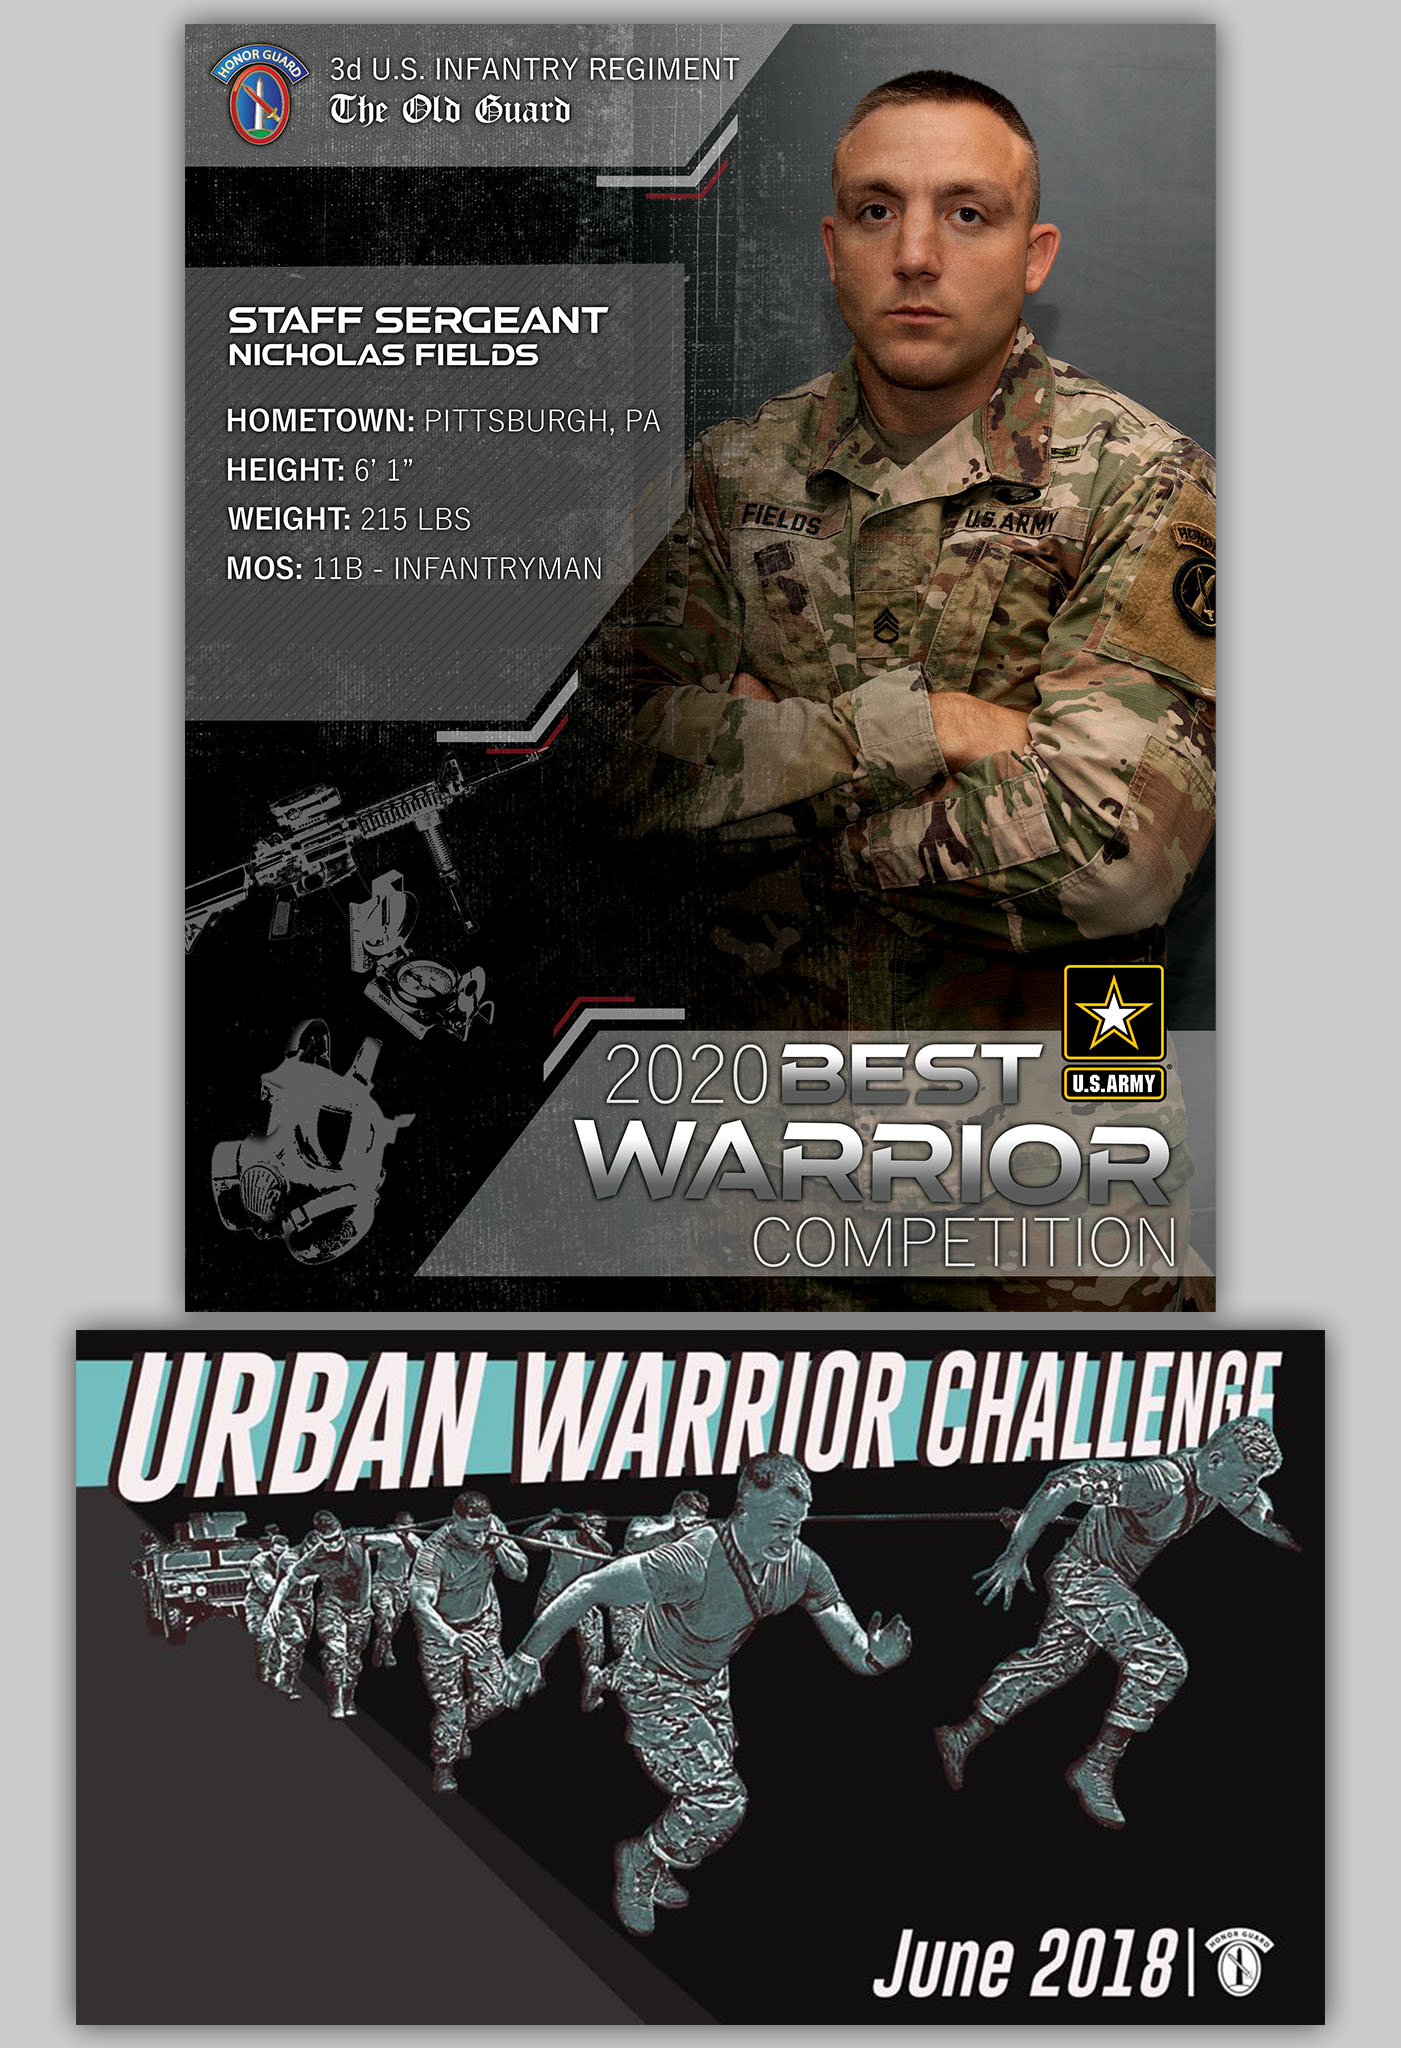 HONOR GUARD
3d U.S. INFANTRY REGIMENT
The Old Guard
STAFF SERGEANT
NICHOLAS FIELDS
HOMETOWN: PITTSBURGH, PA
HEIGHT: 6’ 1”
WEIGHT: 215 LBS
MOS: 11B - INFANTRYMAN
FIELDS
U.S. ARMY
2020 BEST
WARRIOR
COMPETITION
U.S.ARMY
URBAN WARRIOR CHALLENGE
June 2018
HONOR GUARD